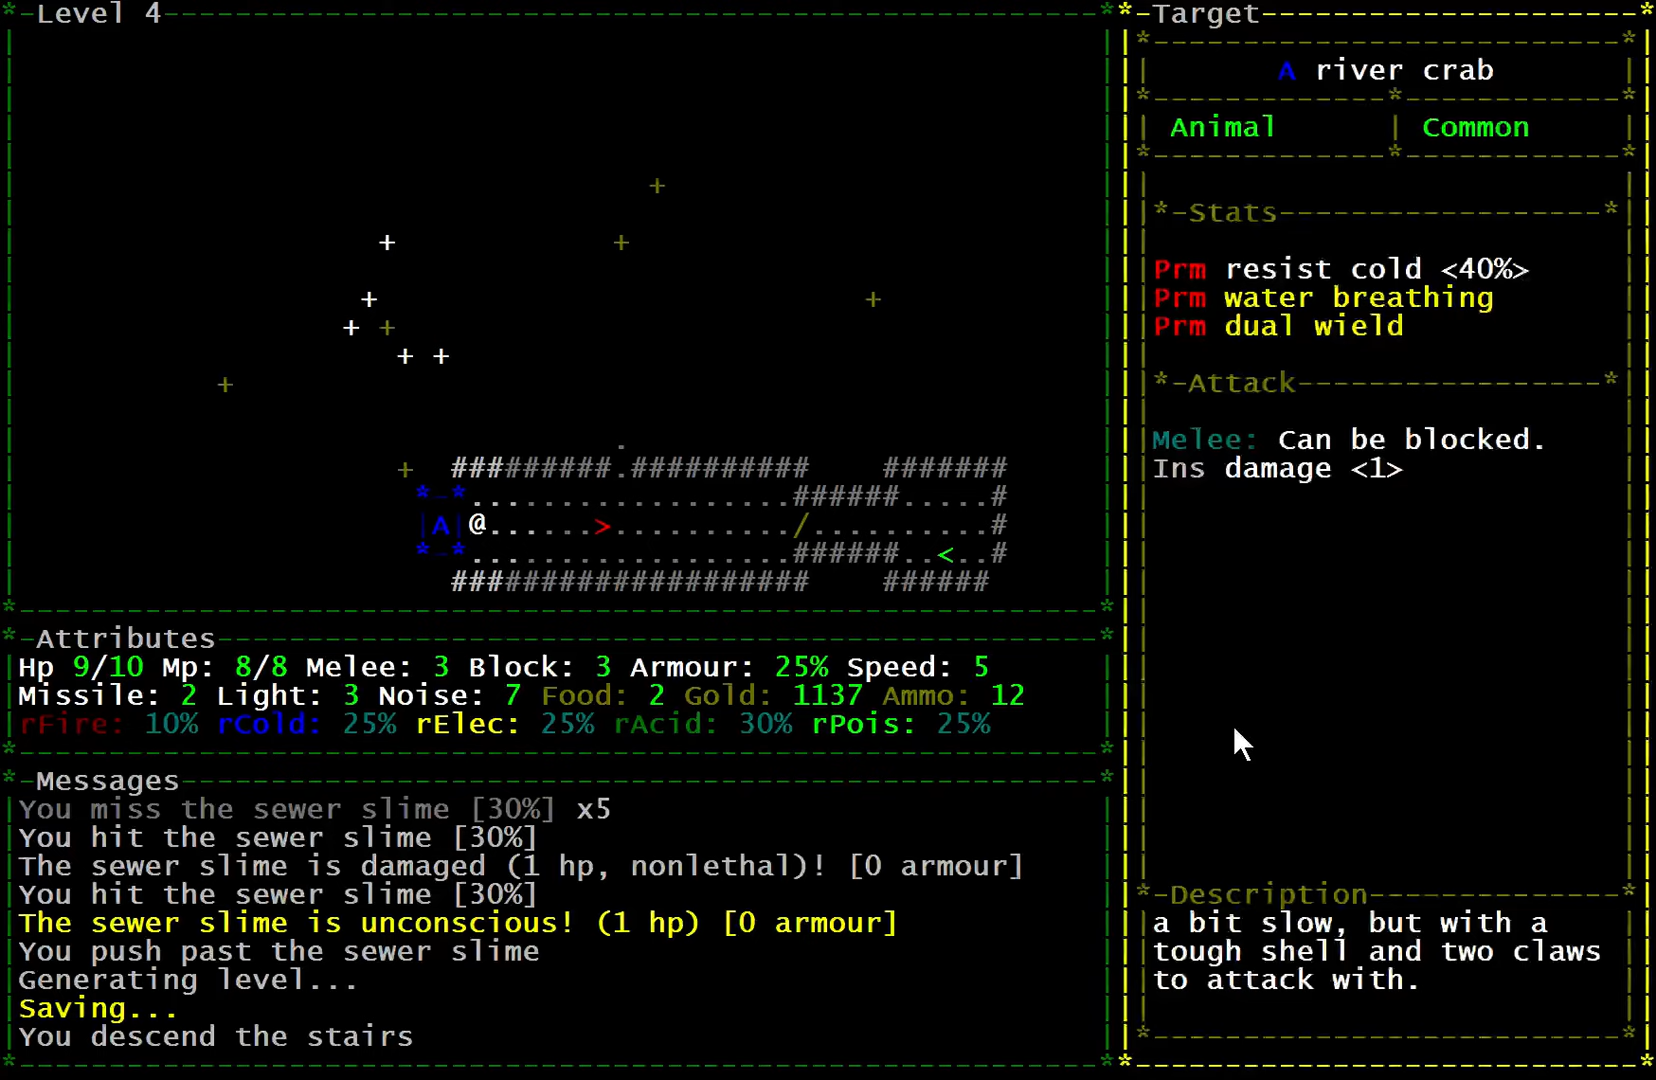 Level 4
+
+ +
+ +
+ +
+ +
+
.
+ #########.########## #######
*-* ..................######.....#
|A|@......>........../..........#
*-* ..................######..<..#
#################### ######
Attributes
Hp 9/10 Mp: 8/8 Melee: 3 Block: 3 Armour: 25% Speed: 5
Missile: 2 Light: 3 Noise: 7 Food: 2 Gold: 1137 Ammo: 12
rFire: 10% rCold: 25% rElec: 25% rAcid: 30% rPois: 25%
Messages
You miss the sewer slime [30%] x5
You hit the sewer slime [30%]
The sewer slime is damaged (1 hp, nonlethal)! [0 armour]
You hit the sewer slime [30%]
The sewer slime is unconscious! (1 hp) [0 armour]
You push past the sewer slime
Generating level...
Saving...
You descend the stairs
Target
A river crab
Animal | Common
Stats
Prm resist cold <40%>
Prm water breathing
Prm dual wield
Attack
Melee: Can be blocked.
Ins damage <1>
Description
a bit slow, but with a
tough shell and two claws
to attack with.